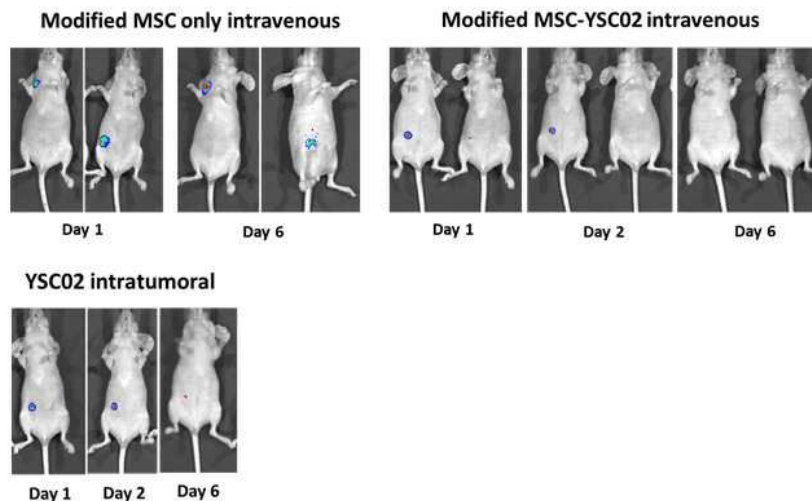 Modified MSC only intravenous
Modified MSC-YSC02 intravenous
Day 1
Day 6
Day 1
Day 2
Day 6
YSC02 intratumoral
Day 1
Day 2
Day 6